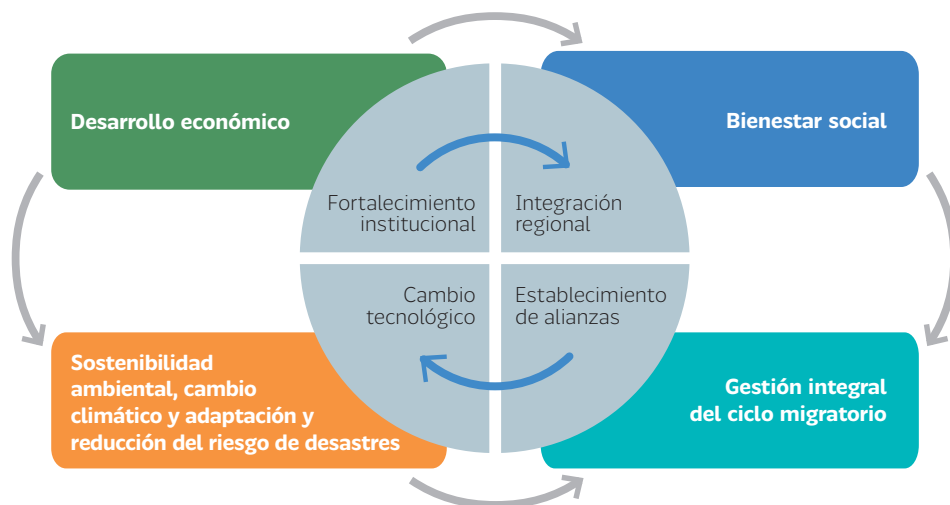 Desarrollo económico
Bienestar social
Fortalecimiento
institucional
Integración
regional
Cambio
tecnológico
Establecimiento
de alianzas
Sostenibilidad
ambiental, cambio
climático y adaptación y
reducción del riesgo de desastres
Gestión integral
del ciclo migratorio